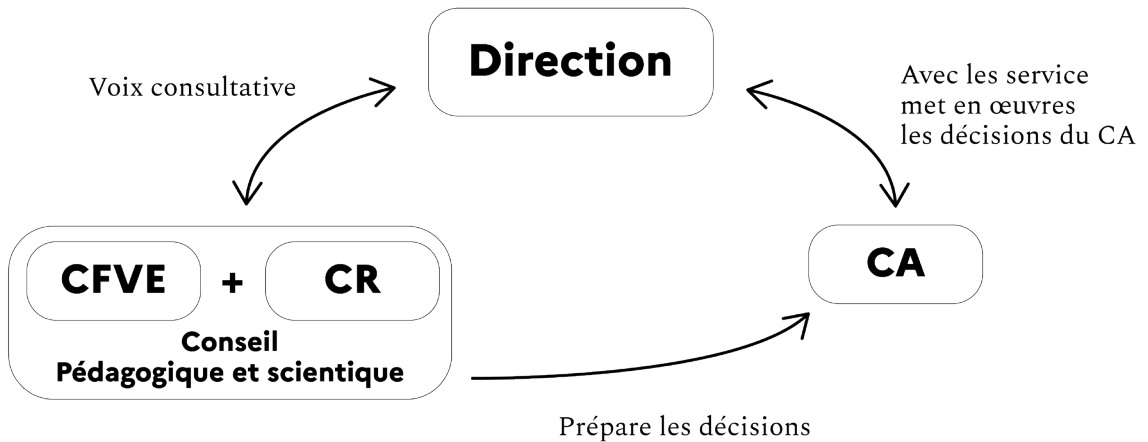 Direction
Voix consultative
Avec les service
met en œuvres
les décisions du CA
CFVE + CR
Conseil
Pédagogique et scientique
CA
Prépare les décisions